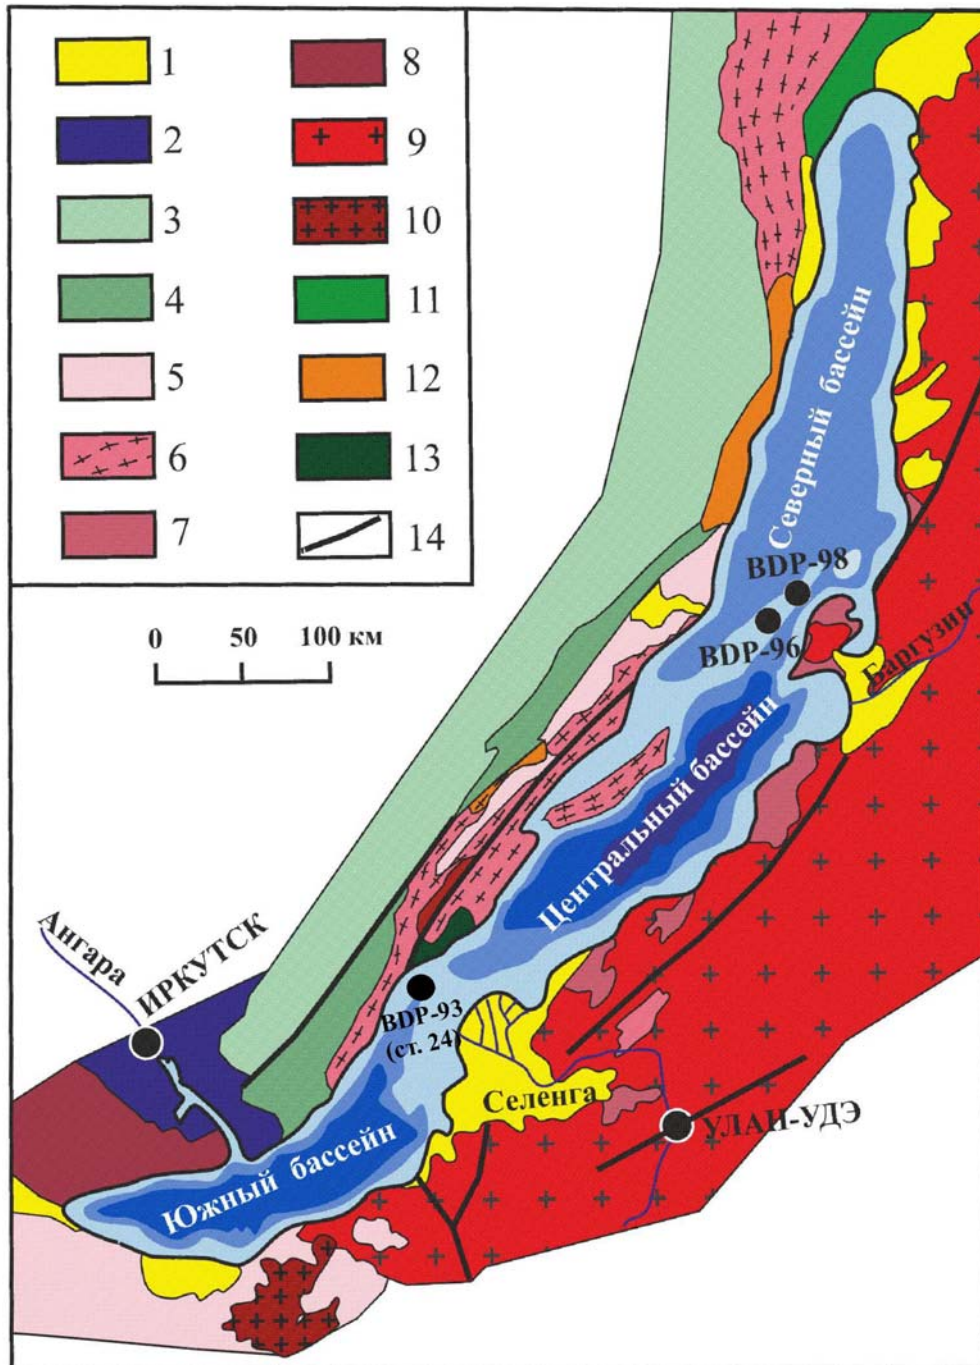 1
2
3
4
5
6
7
8
9
10
11
12
13
14
0 50 100 км
Северный бассейн
BDP-98
BDP-96
Баргузин
Центральный бассейн
Ангара
ИРКУТСК
BDP-93
(ст. 24)
Селенга
УЛАН-УДЭ
Южный бассейн